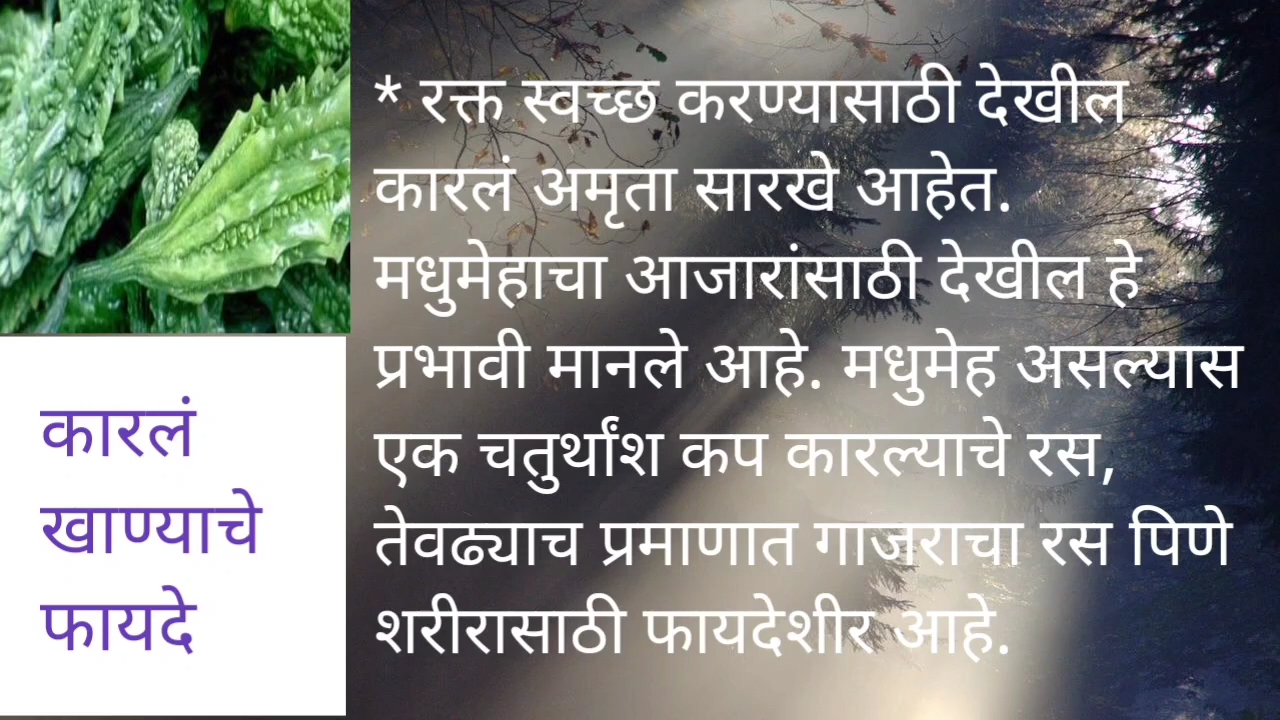 * रक्त स्वच्छ करण्यासाठी देखील
कारलं अमृता सारखे आहेत.
मधुमेहाचा आजारांसाठी देखील हे
प्रभावी मानले आहे. मधुमेह असल्यास
एक चतुर्थांश कप कारल्याचे रस,
तेवढ्याच प्रमाणात गाजराचा रस पिणे
शरीरासाठी फायदेशीर आहे.
कारलं
खाण्याचे
फायदे